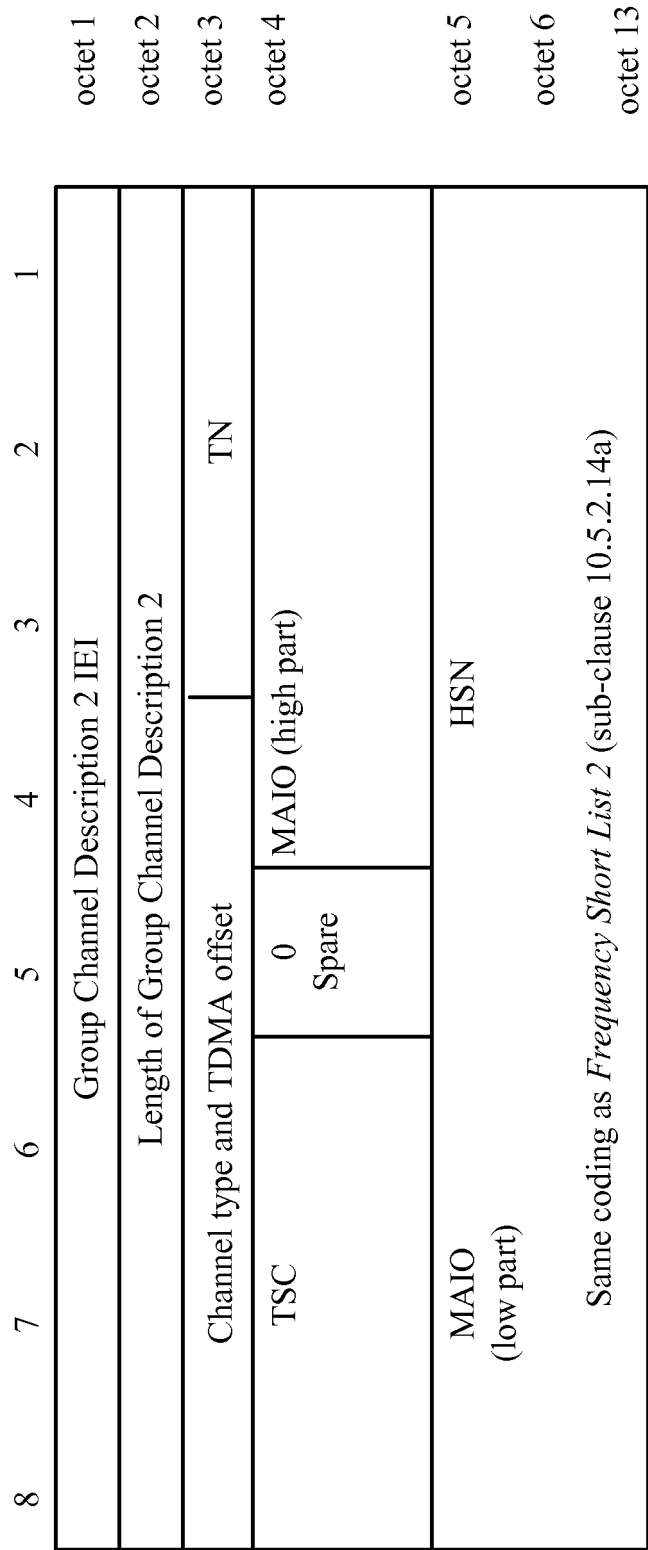 8 7 6 5 4 3 2 1
Group Channel Description 2 IEI octet 1
Length of Group Channel Description 2 octet 2
Channel type and TDMA offset TN octet 3
TSC 0 MAIO (high part) octet 4
Spare
MAIO HSN octet 5
(low part)
octet 6
Same coding as Frequency Short List 2 (sub-clause 10.5.2.14a)
octet 13